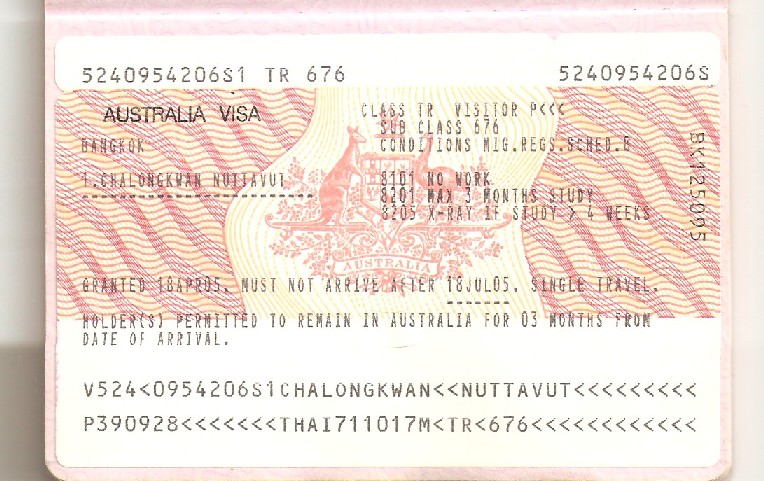 5240954206S1 TR 676 5240954206S
AUSTRALIA VISA CLASS TR VISITOR P<<<
SUB CLASS 676
BANGKOK CONDITIONS MIG.REGS.SCHED.8
1.CHALONGKWAN NUTTAVUT 8101 NO WORK
8201 MAX 3 MONTHS STUDY
8205 X-RAY IF STUDY > 4 WEEKS
BK125095
AUSTRALIA
GRANTED 18APR05. MUST NOT ARRIVE AFTER 18JUL05. SINGLE TRAVEL.
HOLDER(S) PERMITTED TO REMAIN IN AUSTRALIA FOR 03 MONTHS FROM
DATE OF ARRIVAL.
V524<0954206S1CHALONGKWAN<<NUTTAVUT<<<<<<<<<
P390928<<<<<<<THAI711017M<TR<676<<<<<<<<<<<<